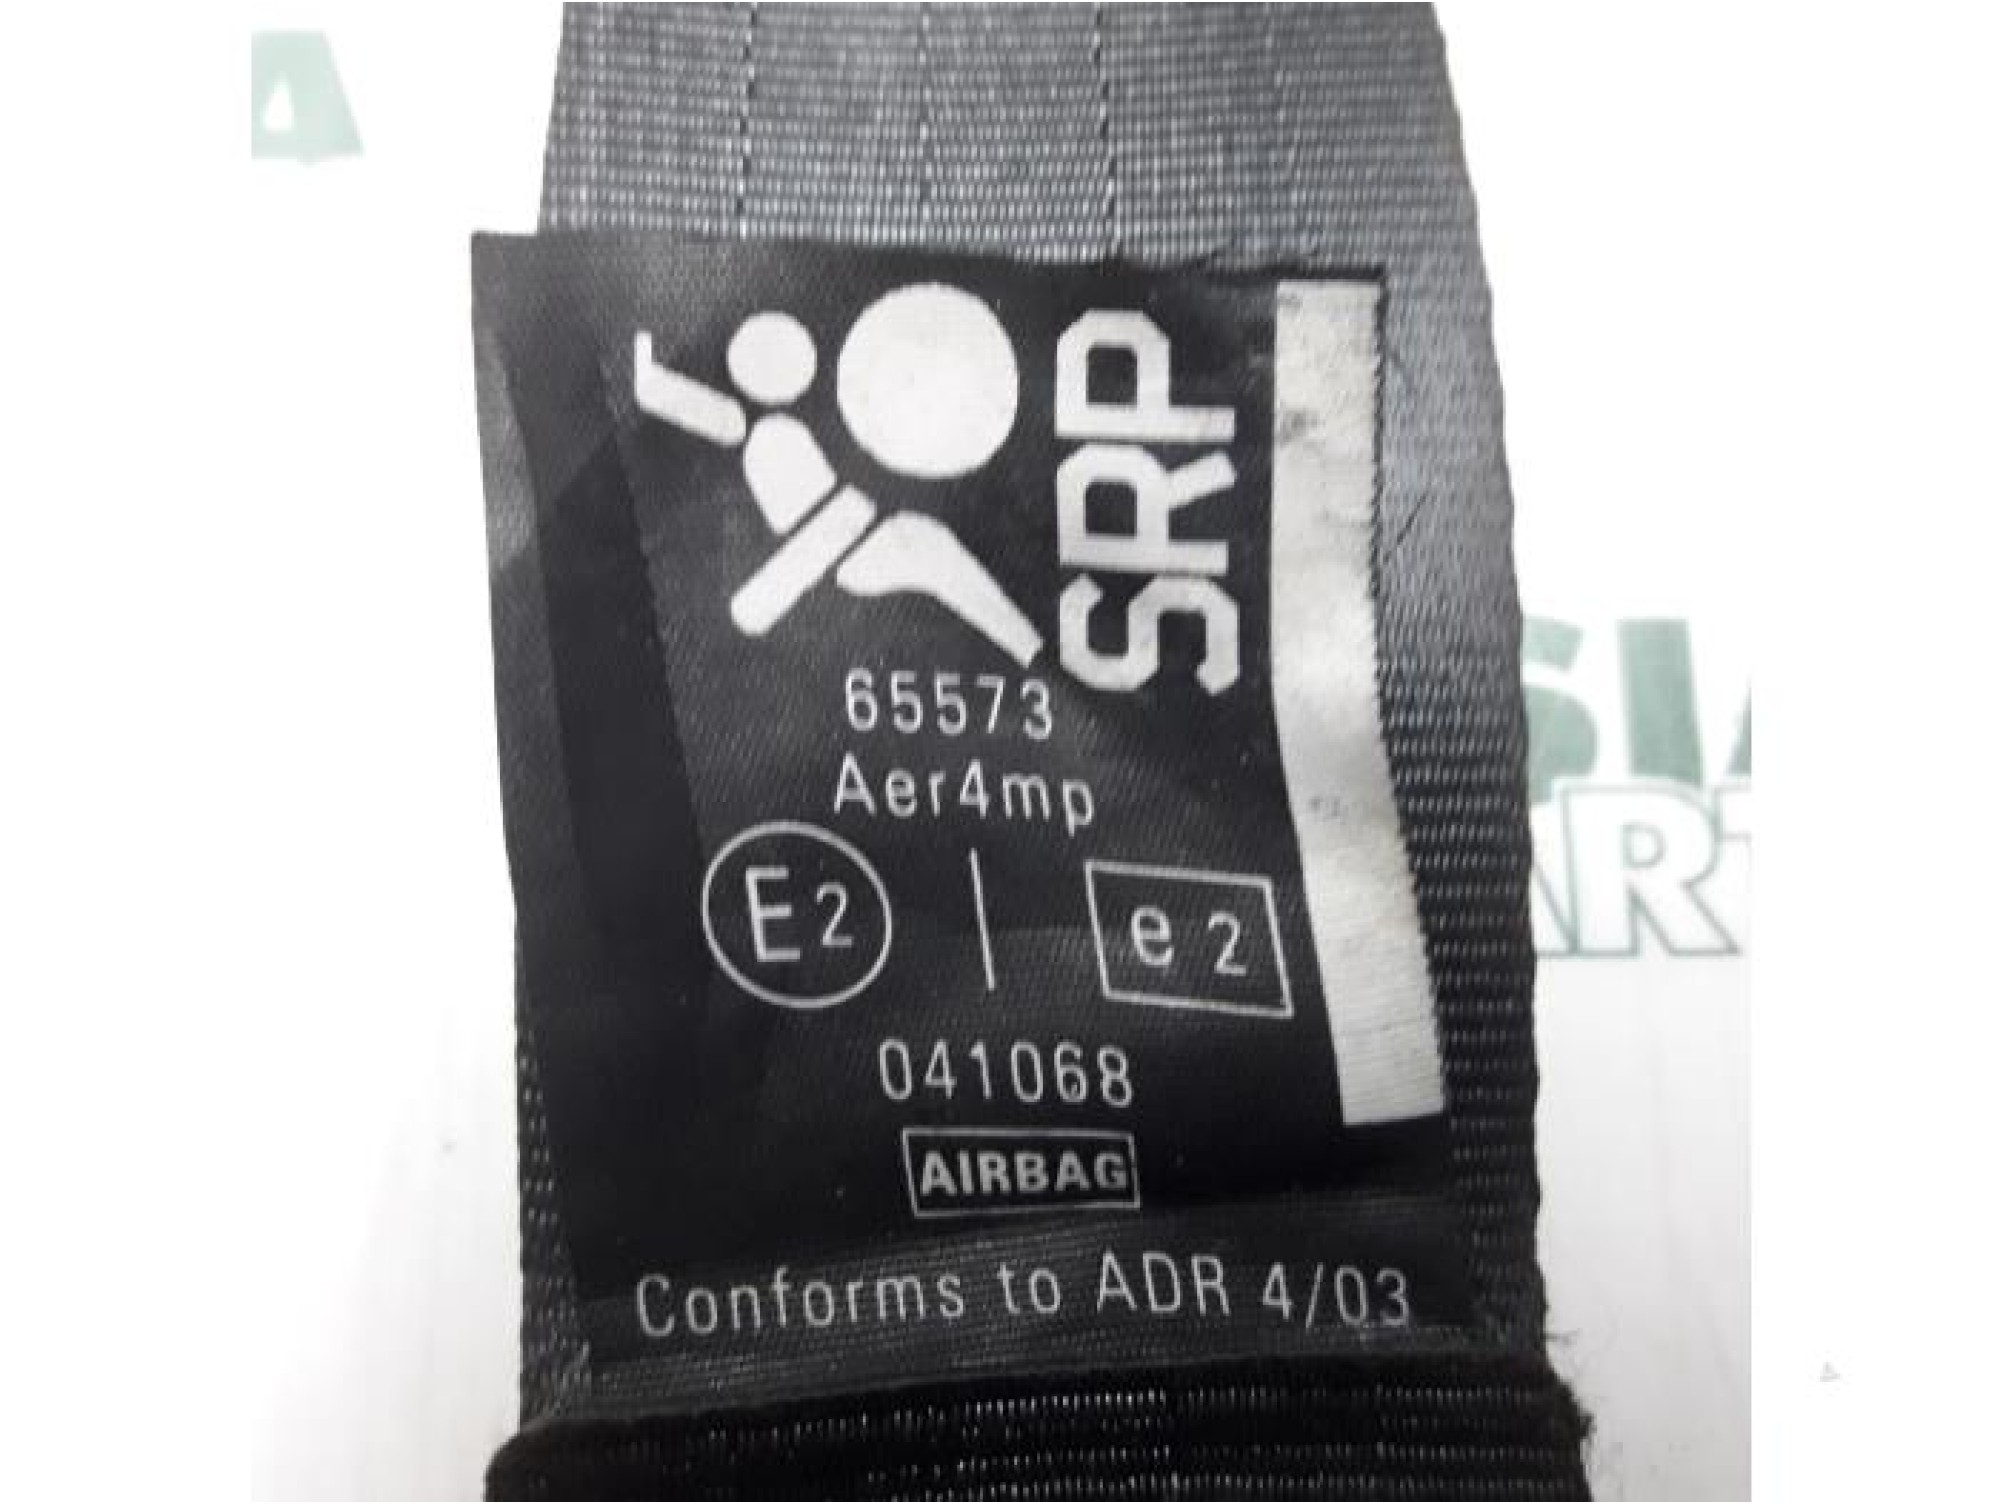 SRP
65573
Aer4mp
E2 | e2
041068
AIRBAG
Conforms to ADR 4/03